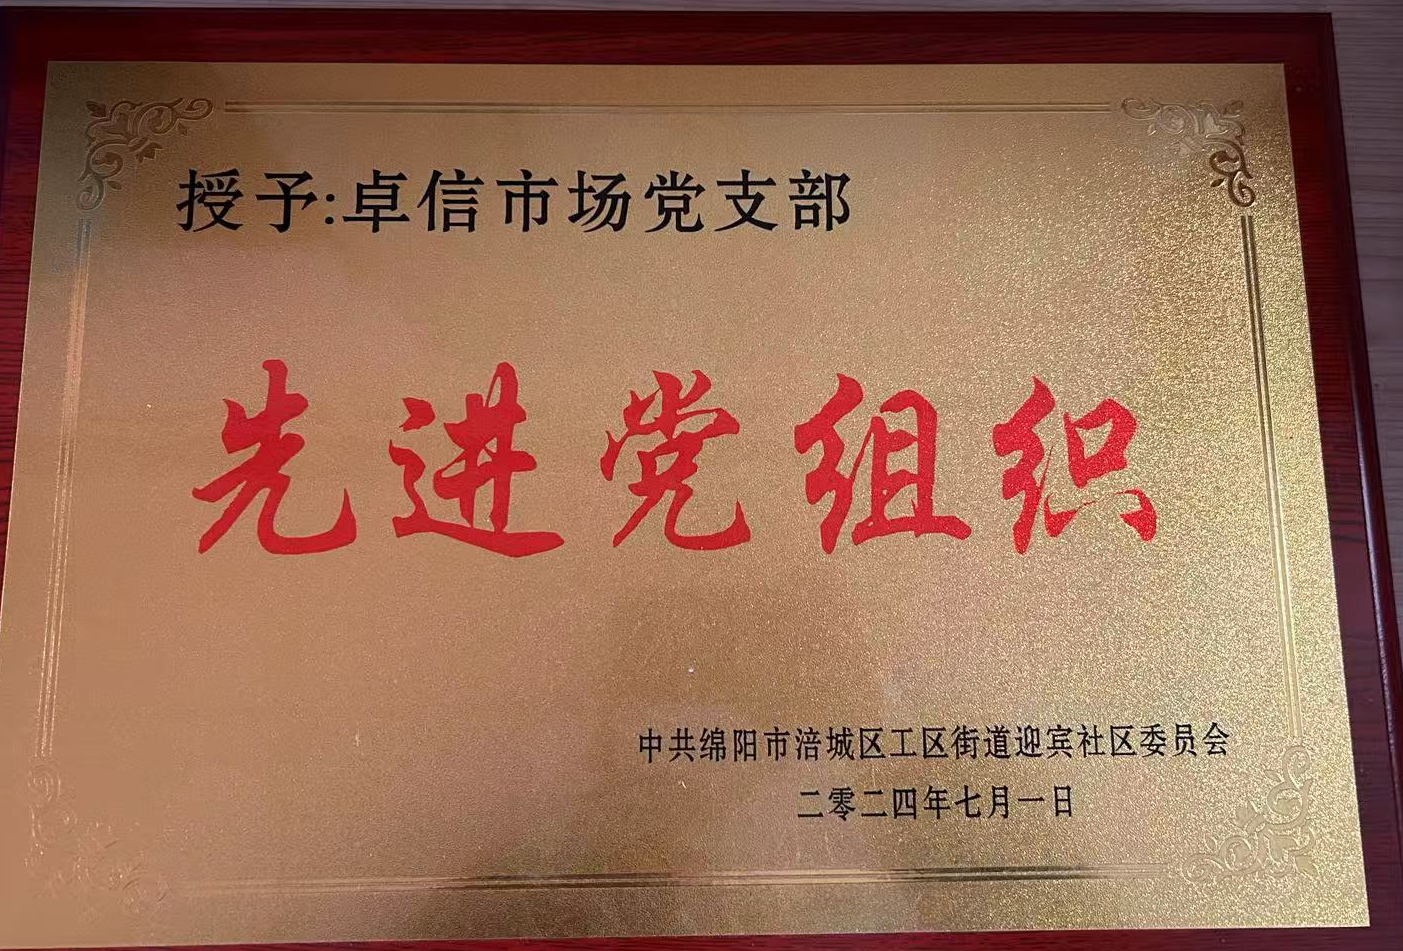 授予:卓信市场党支部
先进党组织
中共绵阳市涪城区工区街道迎宾社区委员会
二零二四年七月一日